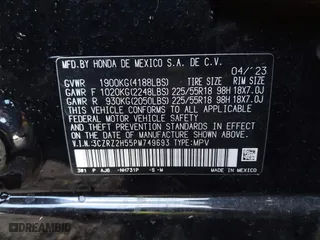 MFD.BY HONDA DE MEXICO S.A. DE C.V.
04/'23
GVWR 1900KG(4188LBS) TIRE SIZE RIM SIZE
GAWR F 1020KG(2248LBS) 225/55R18 98H 18X7.0J
GAWR R 930KG(2050LBS) 225/55R18 98H 18X7.0J
THIS VEHICLE CONFORMS TO ALL APPLICABLE
FEDERAL MOTOR VEHICLE SAFETY AND
THEFT PREVENTION STANDARDS IN EFFECT ON
THE DATE OF MANUFACTURE SHOWN ABOVE.
V.I.N.:3CZRZ2H55PM749693 TYPE:MPV
301 P AJ6 -NH731P -S -W
MADE IN
MEXICO